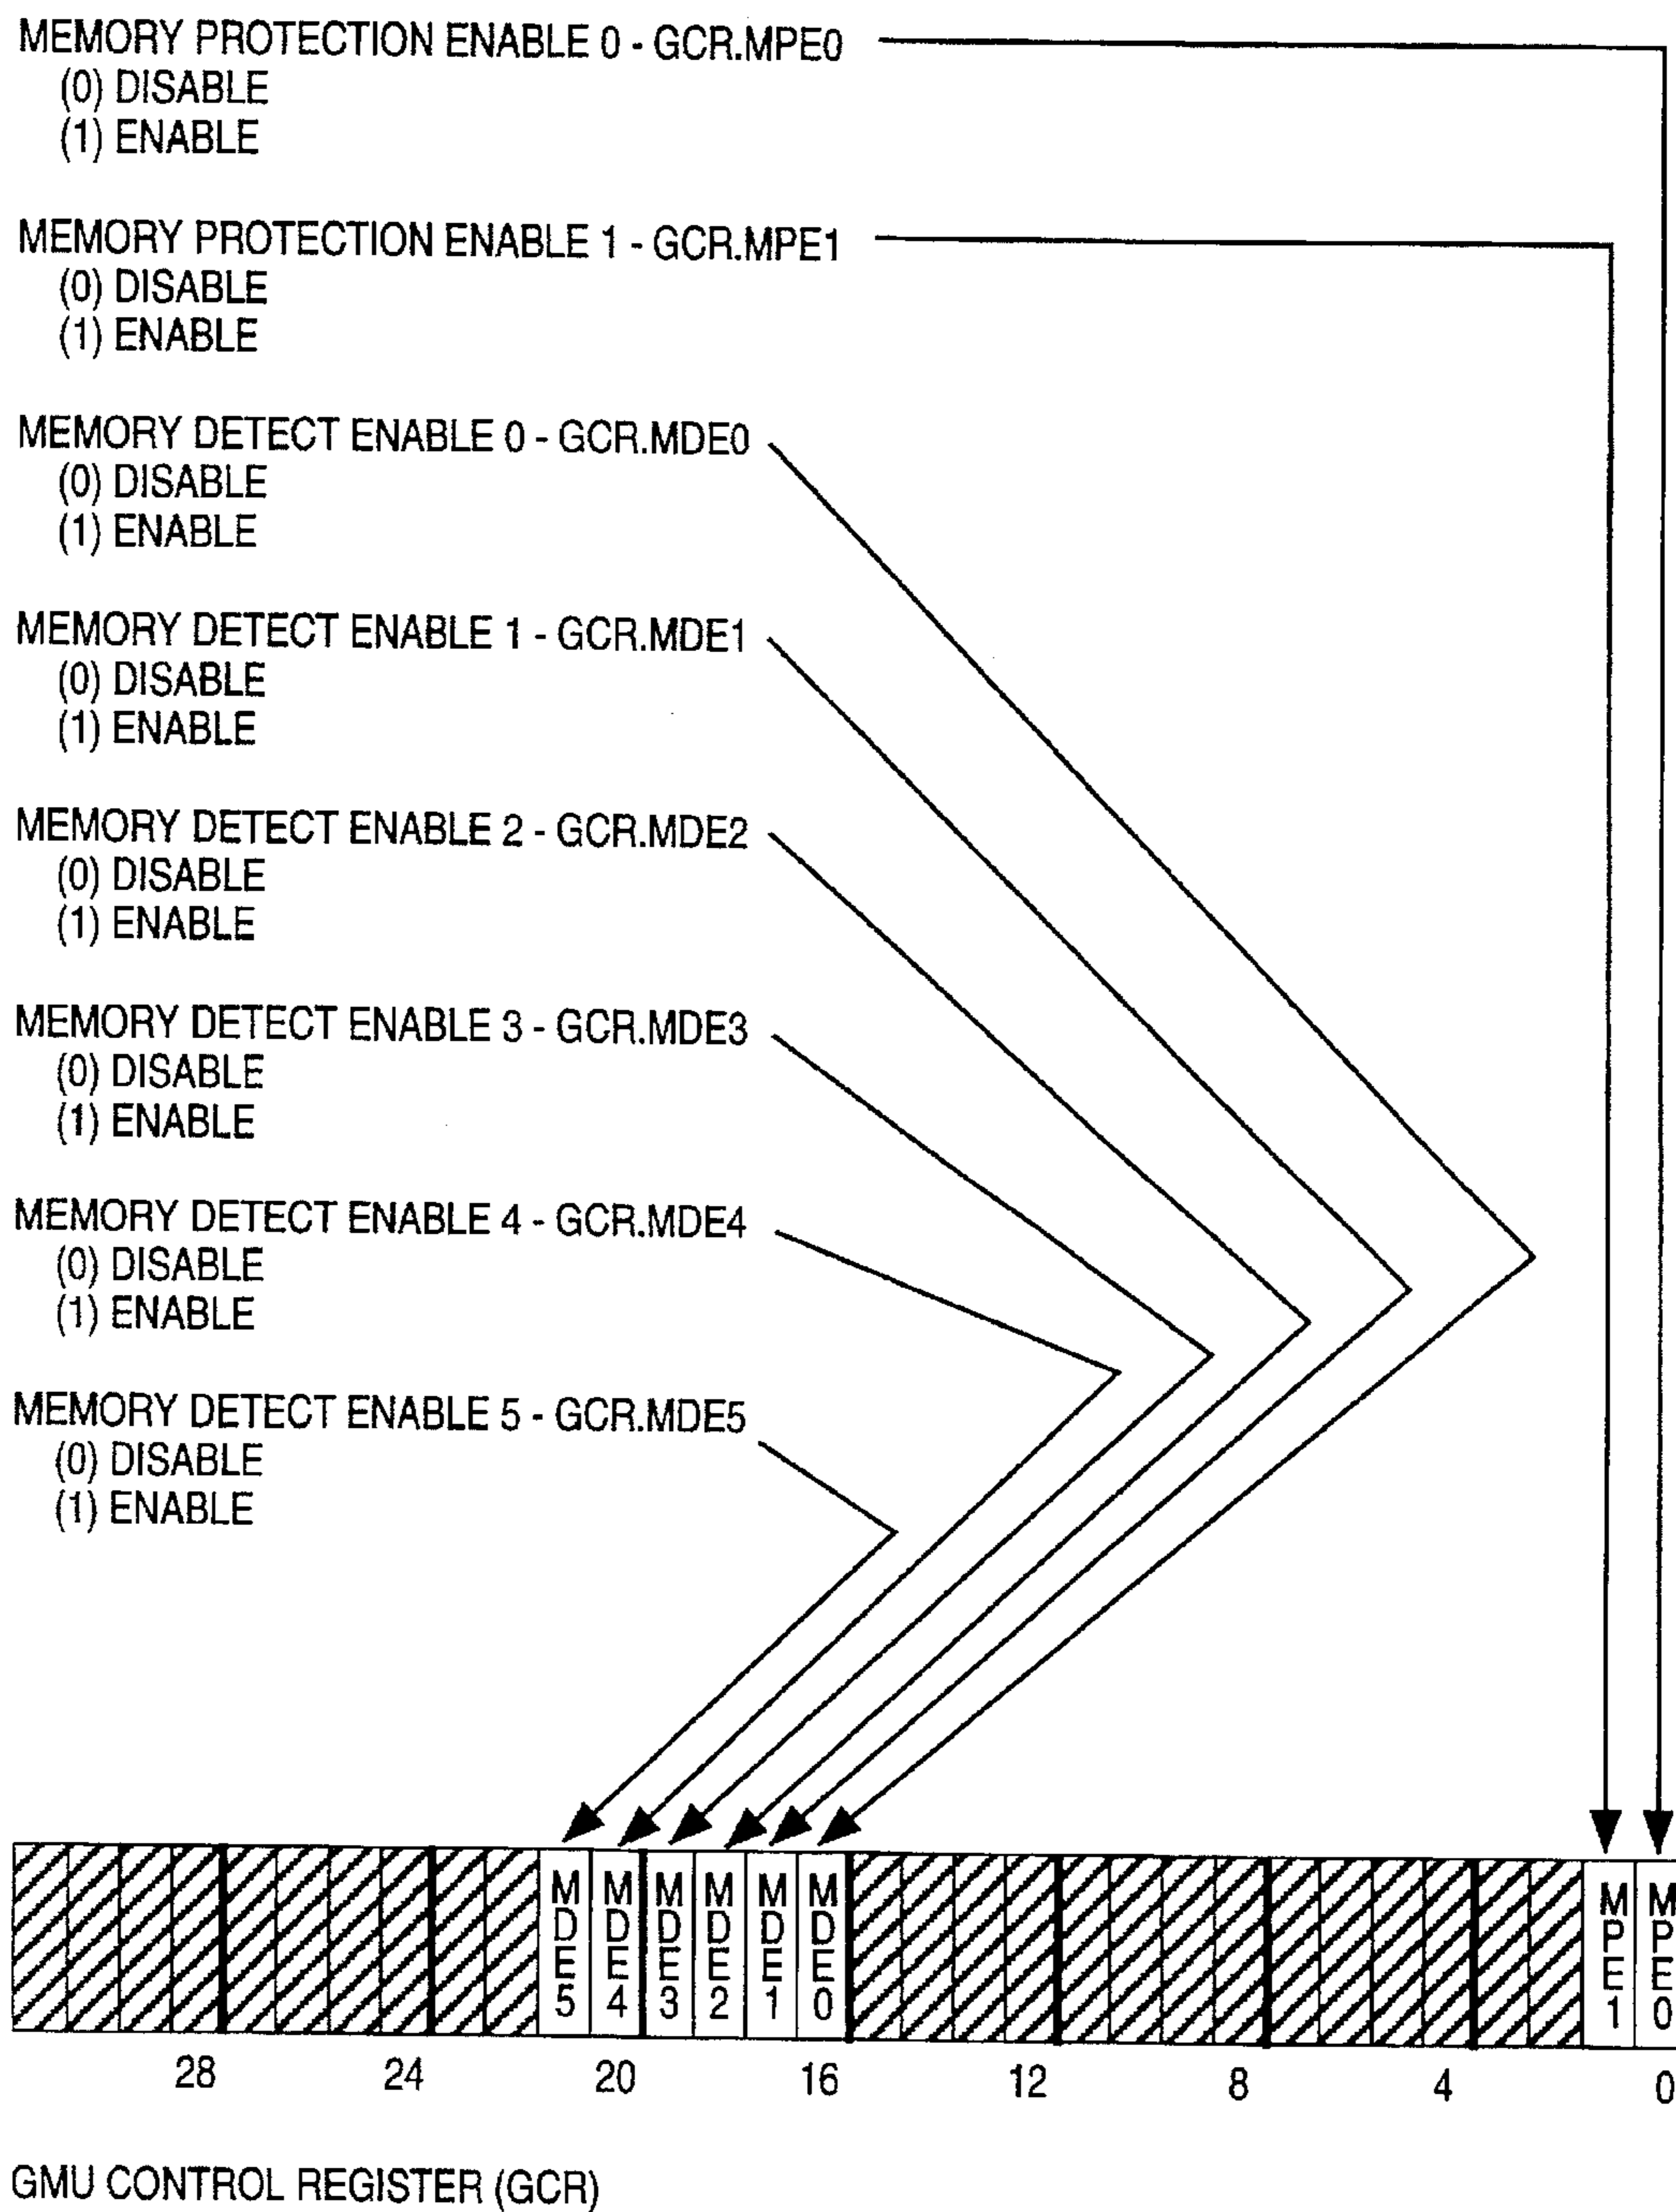 MEMORY PROTECTION ENABLE 0 - GCR.MPE0
(0) DISABLE
(1) ENABLE
MEMORY PROTECTION ENABLE 1 - GCR.MPE1
(0) DISABLE
(1) ENABLE
MEMORY DETECT ENABLE 0 - GCR.MDE0
(0) DISABLE
(1) ENABLE
MEMORY DETECT ENABLE 1 - GCR.MDE1
(0) DISABLE
(1) ENABLE
MEMORY DETECT ENABLE 2 - GCR.MDE2
(0) DISABLE
(1) ENABLE
MEMORY DETECT ENABLE 3 - GCR.MDE3
(0) DISABLE
(1) ENABLE
MEMORY DETECT ENABLE 4 - GCR.MDE4
(0) DISABLE
(1) ENABLE
MEMORY DETECT ENABLE 5 - GCR.MDE5
(0) DISABLE
(1) ENABLE
MDE5 MDE4 MDE3 MDE2 MDE1 MDE0 MPE1 MPE0
28 24 20 16 12 8 4 0
GMU CONTROL REGISTER (GCR)